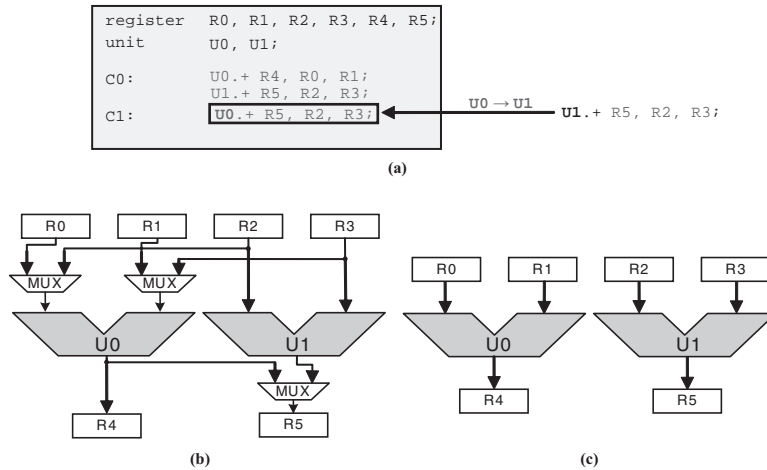 register R0, R1, R2, R3, R4, R5;
unit U0, U1;
C0: U0.+ R4, R0, R1;
U1.+ R5, R2, R3;
C1: U0.+ R5, R2, R3;
U0 → U1
U1.+ R5, R2, R3;
(a)
R0 R1 R2 R3
MUX MUX
U0 U1
MUX
R4 R5
(b)
R0 R1 R2 R3
U0 U1
R4 R5
(c)